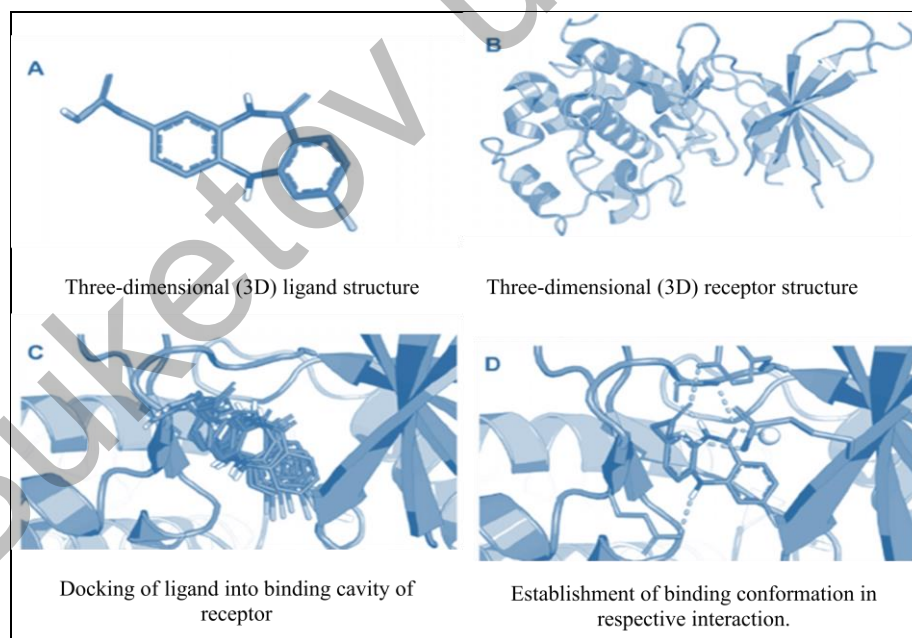 A
B
Three-dimensional (3D) ligand structure
Three-dimensional (3D) receptor structure
C
D
Docking of ligand into binding cavity of
receptor
Establishment of binding conformation in
respective interaction.